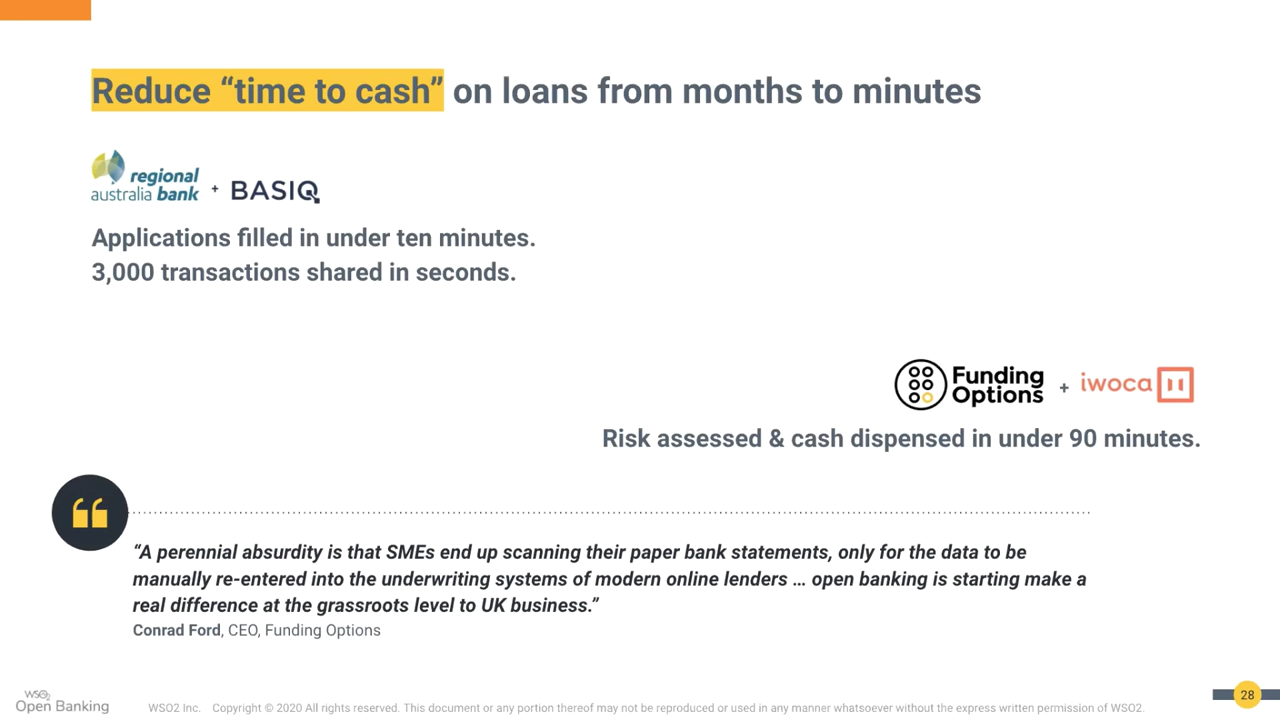 Reduce “time to cash” on loans from months to minutes
regional
australia bank + BASIQ
Applications filled in under ten minutes.
3,000 transactions shared in seconds.
Funding
Options + iwoca
Risk assessed & cash dispensed in under 90 minutes.
“A perennial absurdity is that SMEs end up scanning their paper bank statements, only for the data to be
manually re-entered into the underwriting systems of modern online lenders … open banking is starting make a
real difference at the grassroots level to UK business.”
Conrad Ford, CEO, Funding Options
WSO2
Open Banking
WSO2 Inc. Copyright © 2020 All rights reserved. This document or any portion thereof may not be reproduced or used in any manner whatsoever without the express written permission of WSO2.
28